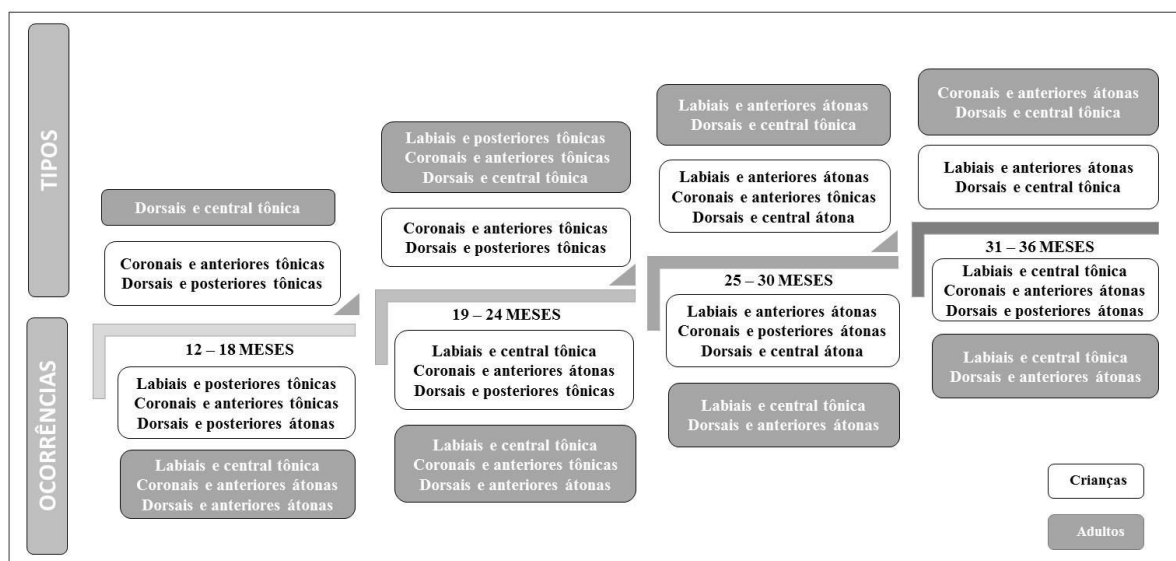 TIPOS
Dorsais e central tônica
Coronais e anteriores tônicas
Dorsais e posteriores tônicas
12 – 18 MESES
OCORRÊNCIAS
Labiais e posteriores tônicas
Coronais e anteriores tônicas
Dorsais e posteriores átonas
Labiais e central tônica
Coronais e anteriores átonas
Dorsais e anteriores átonas
Labiais e posteriores tônicas
Coronais e anteriores tônicas
Dorsais e central tônica
Coronais e anteriores tônicas
Dorsais e posteriores tônicas
19 – 24 MESES
Labiais e central tônica
Coronais e anteriores átonas
Dorsais e posteriores tônicas
Labiais e central tônica
Coronais e anteriores tônicas
Dorsais e anteriores átonas
Labiais e anteriores átonas
Dorsais e central tônica
Labiais e anteriores átonas
Coronais e anteriores tônicas
Dorsais e central átona
25 – 30 MESES
Labiais e anteriores átonas
Coronais e posteriores átonas
Dorsais e central átona
Labiais e central tônica
Dorsais e anteriores átonas
Coronais e anteriores átonas
Dorsais e central tônica
Labiais e anteriores átonas
Dorsais e central tônica
31 – 36 MESES
Labiais e central tônica
Coronais e anteriores átonas
Dorsais e posteriores átonas
Labiais e central tônica
Dorsais e anteriores átonas
Crianças
Adultos